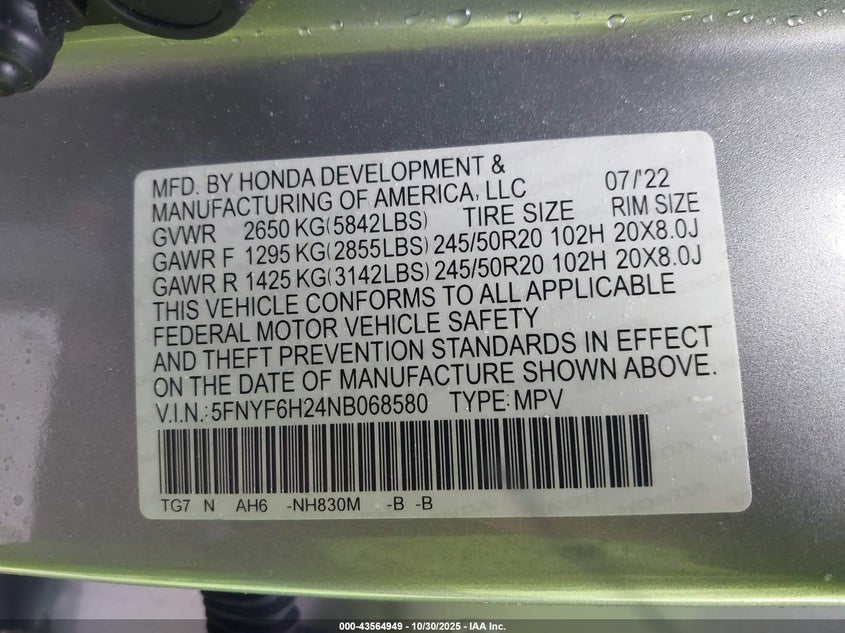 MFD. BY HONDA DEVELOPMENT &
MANUFACTURING OF AMERICA, LLC 07/'22
GVWR 2650 KG(5842LBS) TIRE SIZE RIM SIZE
GAWR F 1295 KG(2855LBS) 245/50R20 102H 20X8.0J
GAWR R 1425 KG(3142LBS) 245/50R20 102H 20X8.0J
THIS VEHICLE CONFORMS TO ALL APPLICABLE
FEDERAL MOTOR VEHICLE SAFETY
AND THEFT PREVENTION STANDARDS IN EFFECT
ON THE DATE OF MANUFACTURE SHOWN ABOVE.
V.I.N.: 5FNYF6H24NB068580 TYPE: MPV
TG7 N AH6 -NH830M -B -B
000-43564949 | 10/30/2025 - IAA Inc.